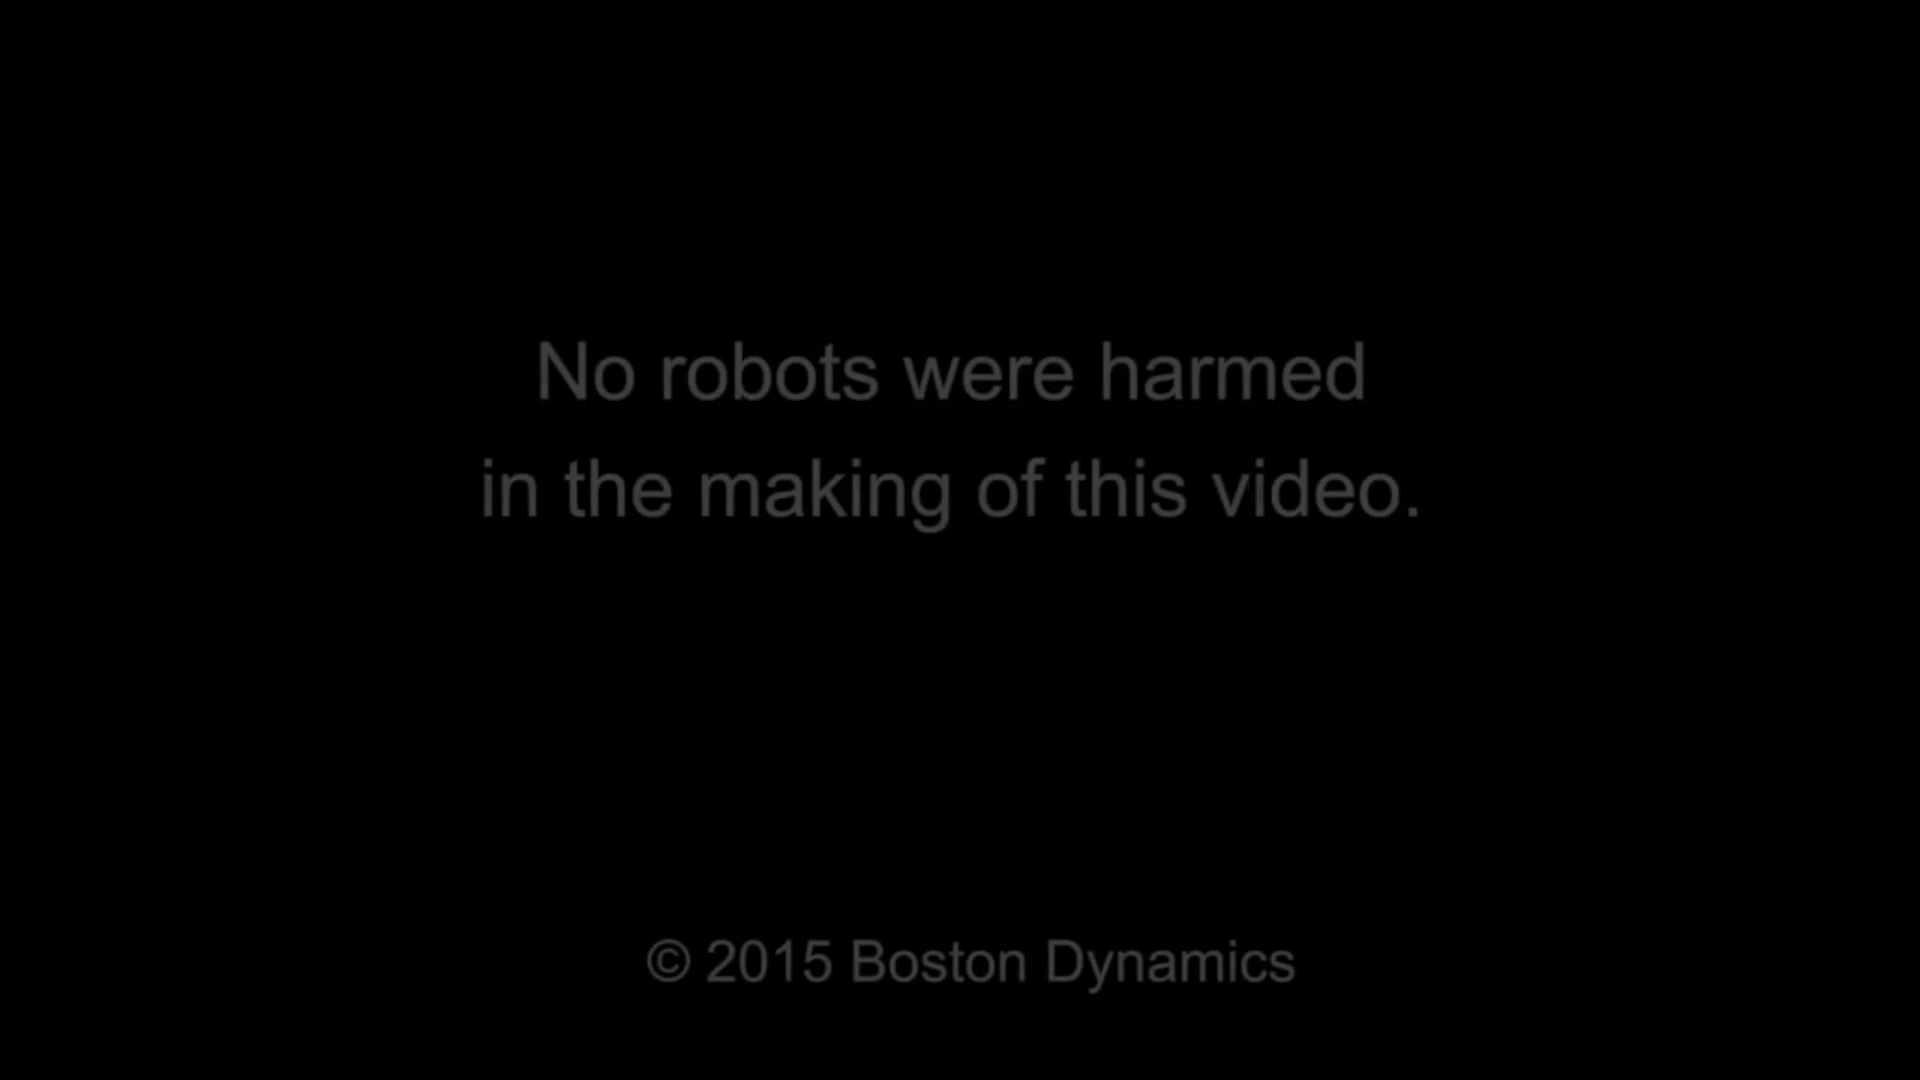 No robots were harmed
in the making of this video.
© 2015 Boston Dynamics